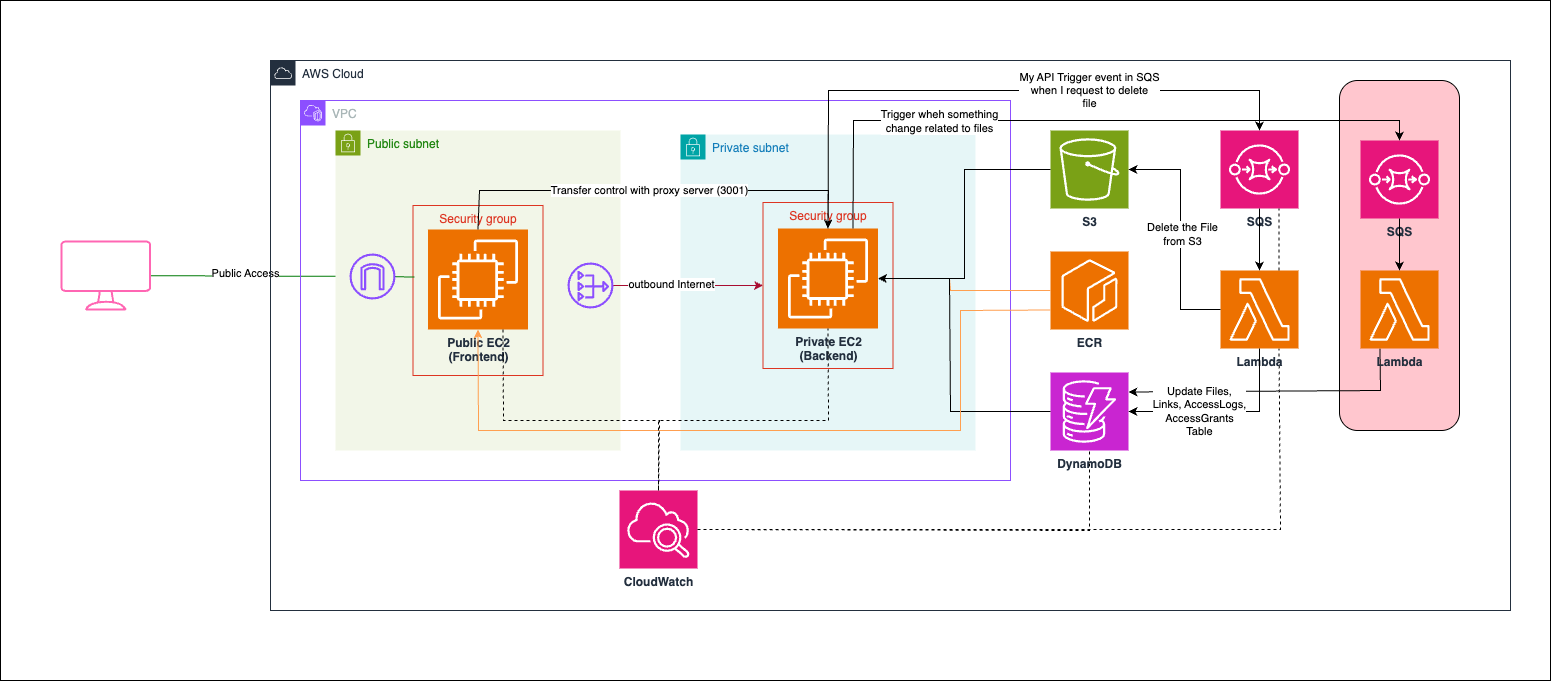 AWS Cloud
My API Trigger event in SQS
when I request to delete
file
VPC
Trigger wheh something
change related to files
Public subnet
Private subnet
Transfer control with proxy server (3001)
Security group
Security group
S3
SQS
SQS
Delete the File
from S3
Public Access
outbound Internet
Public EC2
(Frontend)
Private EC2
(Backend)
ECR
Lambda
Lambda
Update Files,
Links, AccessLogs,
AccessGrants
Table
DynamoDB
CloudWatch